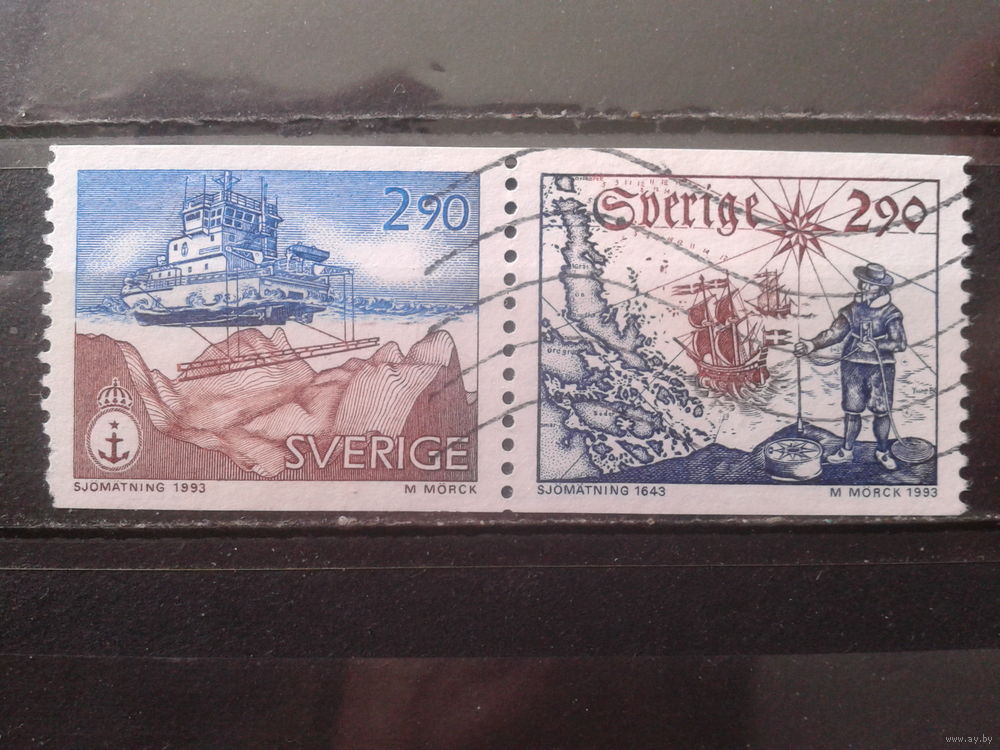 290
SVERIGE
SJÖMÄTNING 1993
M MÖRCK
Sverige 290
SJÖMÄTNING 1643
M MÖRCK 1993
www.ay.by